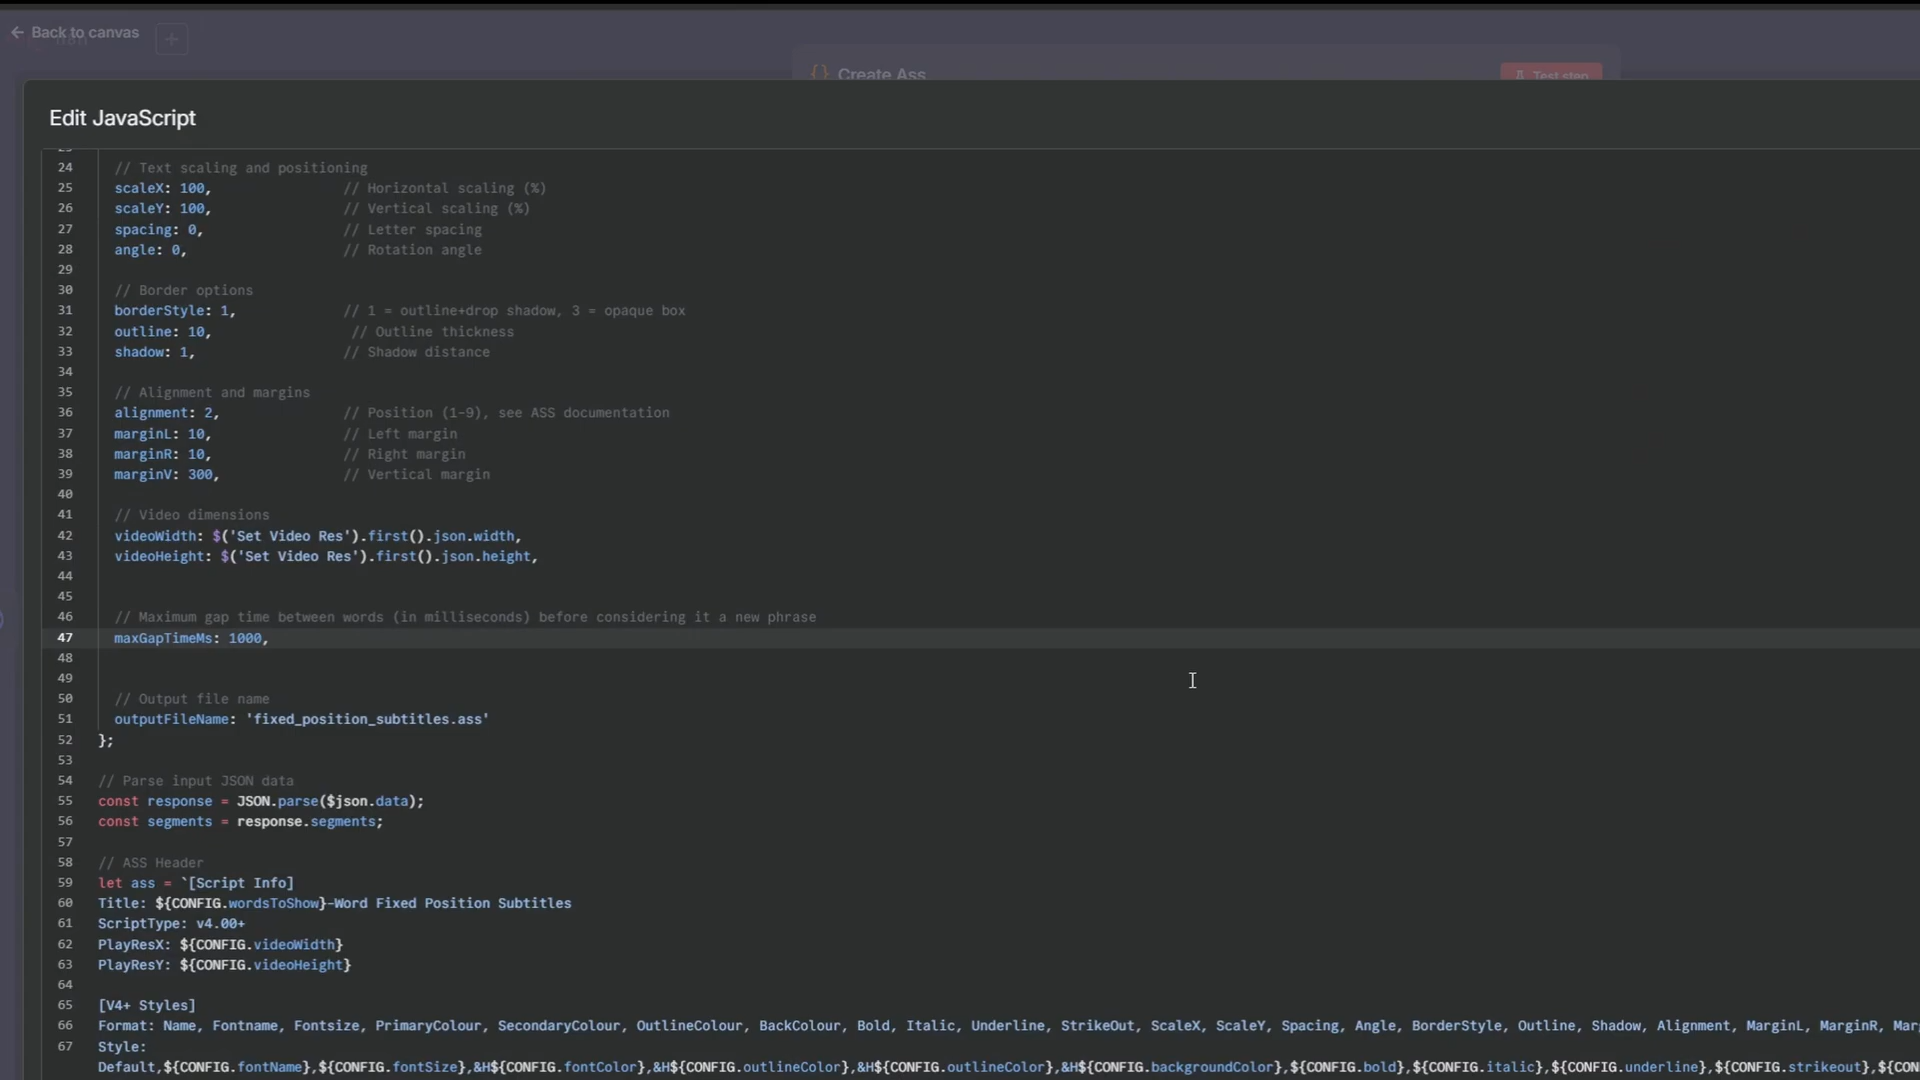 ← Back to canvas
+
{} Create Ass
Test step
Edit JavaScript
24 // Text scaling and positioning
25 scaleX: 100, // Horizontal scaling (%)
26 scaleY: 100, // Vertical scaling (%)
27 spacing: 0, // Letter spacing
28 angle: 0, // Rotation angle
29
30 // Border options
31 borderStyle: 1, // 1 = outline+drop shadow, 3 = opaque box
32 outline: 10, // Outline thickness
33 shadow: 1, // Shadow distance
34
35 // Alignment and margins
36 alignment: 2, // Position (1-9), see ASS documentation
37 marginL: 10, // Left margin
38 marginR: 10, // Right margin
39 marginV: 300, // Vertical margin
40
41 // Video dimensions
42 videoWidth: $('Set Video Res').first().json.width,
43 videoHeight: $('Set Video Res').first().json.height,
44
45
46 // Maximum gap time between words (in milliseconds) before considering it a new phrase
47 maxGapTimeMs: 1000,
48
49
50 // Output file name
51 outputFileName: 'fixed_position_subtitles.ass'
52 };
53
54 // Parse input JSON data
55 const response = JSON.parse($json.data);
56 const segments = response.segments;
57
58 // ASS Header
59 let ass = `[Script Info]
60 Title: ${CONFIG.wordsToShow}-Word Fixed Position Subtitles
61 ScriptType: v4.00+
62 PlayResX: ${CONFIG.videoWidth}
63 PlayResY: ${CONFIG.videoHeight}
64
65 [V4+ Styles]
66 Format: Name, Fontname, Fontsize, PrimaryColour, SecondaryColour, OutlineColour, BackColour, Bold, Italic, Underline, StrikeOut, ScaleX, ScaleY, Spacing, Angle, BorderStyle, Outline, Shadow, Alignment, MarginL, MarginR, Mar
67 Style:
Default,${CONFIG.fontName},${CONFIG.fontSize},&H${CONFIG.fontColor},&H${CONFIG.outlineColor},&H${CONFIG.outlineColor},&H${CONFIG.backgroundColor},${CONFIG.bold},${CONFIG.italic},${CONFIG.underline},${CONFIG.strikeout},${CON